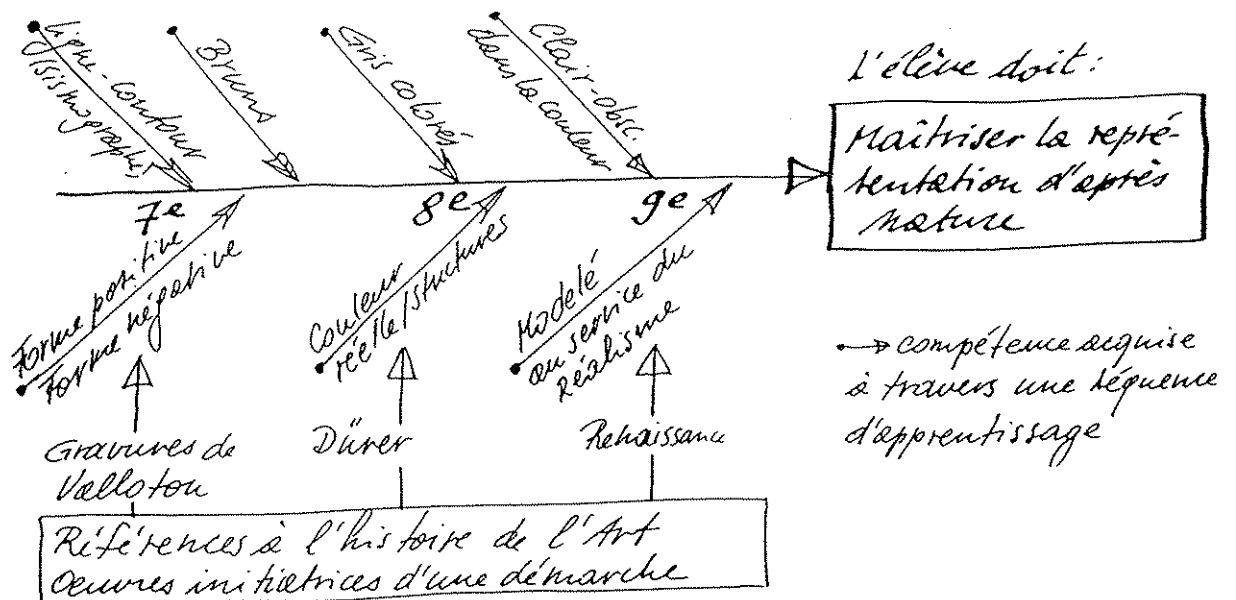 Ligne-contour
(sismographe)
Bruns
Gris colorés
Clair-obsc.
dans la couleur
L'élève doit:
Maîtriser la repré-
sentation d'après
nature
7e
8e
9e
Forme positive
Forme négative
Couleur
réelle/structures
Modelé
au service du
Réalisme
compétence acquise
à travers une séquence
d'apprentissage
Gravures de
Valloton
Dürer
Renaissance
Références à l'histoire de l'Art
Oeuvres initiatrices d'une démarche